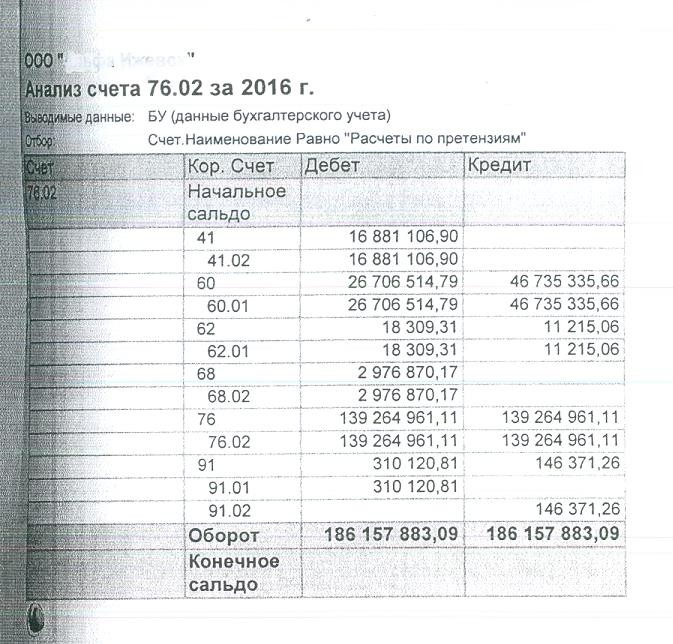 ООО "
Анализ счета 76.02 за 2016 г.
Выводимые данные: БУ (данные бухгалтерского учета)
Отбор: Счет.Наименование Равно "Расчеты по претензиям"
Счет Кор. Счет Дебет Кредит
76.02 Начальное
сальдо
41 16 881 106,90
41.02 16 881 106,90
60 26 706 514,79 46 735 335,66
60.01 26 706 514,79 46 735 335,66
62 18 309,31 11 215,06
62.01 18 309,31 11 215,06
68 2 976 870,17
68.02 2 976 870,17
76 139 264 961,11 139 264 961,11
76.02 139 264 961,11 139 264 961,11
91 310 120,81 146 371,26
91.01 310 120,81
91.02 146 371,26
Оборот 186 157 883,09 186 157 883,09
Конечное
сальдо